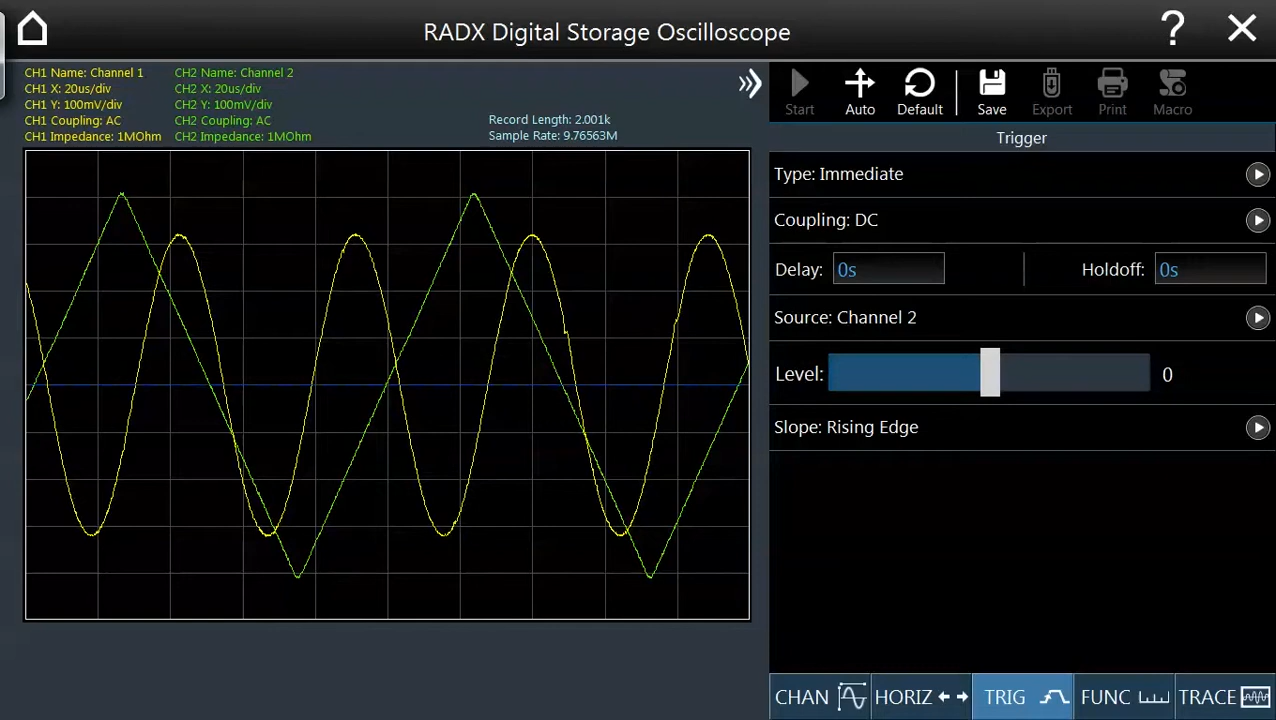 RADX Digital Storage Oscilloscope
?
CH1 Name: Channel 1
CH1 X: 20us/div
CH1 Y: 100mV/div
CH1 Coupling: AC
CH1 Impedance: 1MOhm
CH2 Name: Channel 2
CH2 X: 20us/div
CH2 Y: 100mV/div
CH2 Coupling: AC
CH2 Impedance: 1MOhm
Record Length: 2.001k
Sample Rate: 9.76563M
Start Auto Default Save Export Print Macro
Trigger
Type: Immediate
Coupling: DC
Delay: 0s Holdoff: 0s
Source: Channel 2
Level: 0
Slope: Rising Edge
CHAN HORIZ TRIG FUNC TRACE